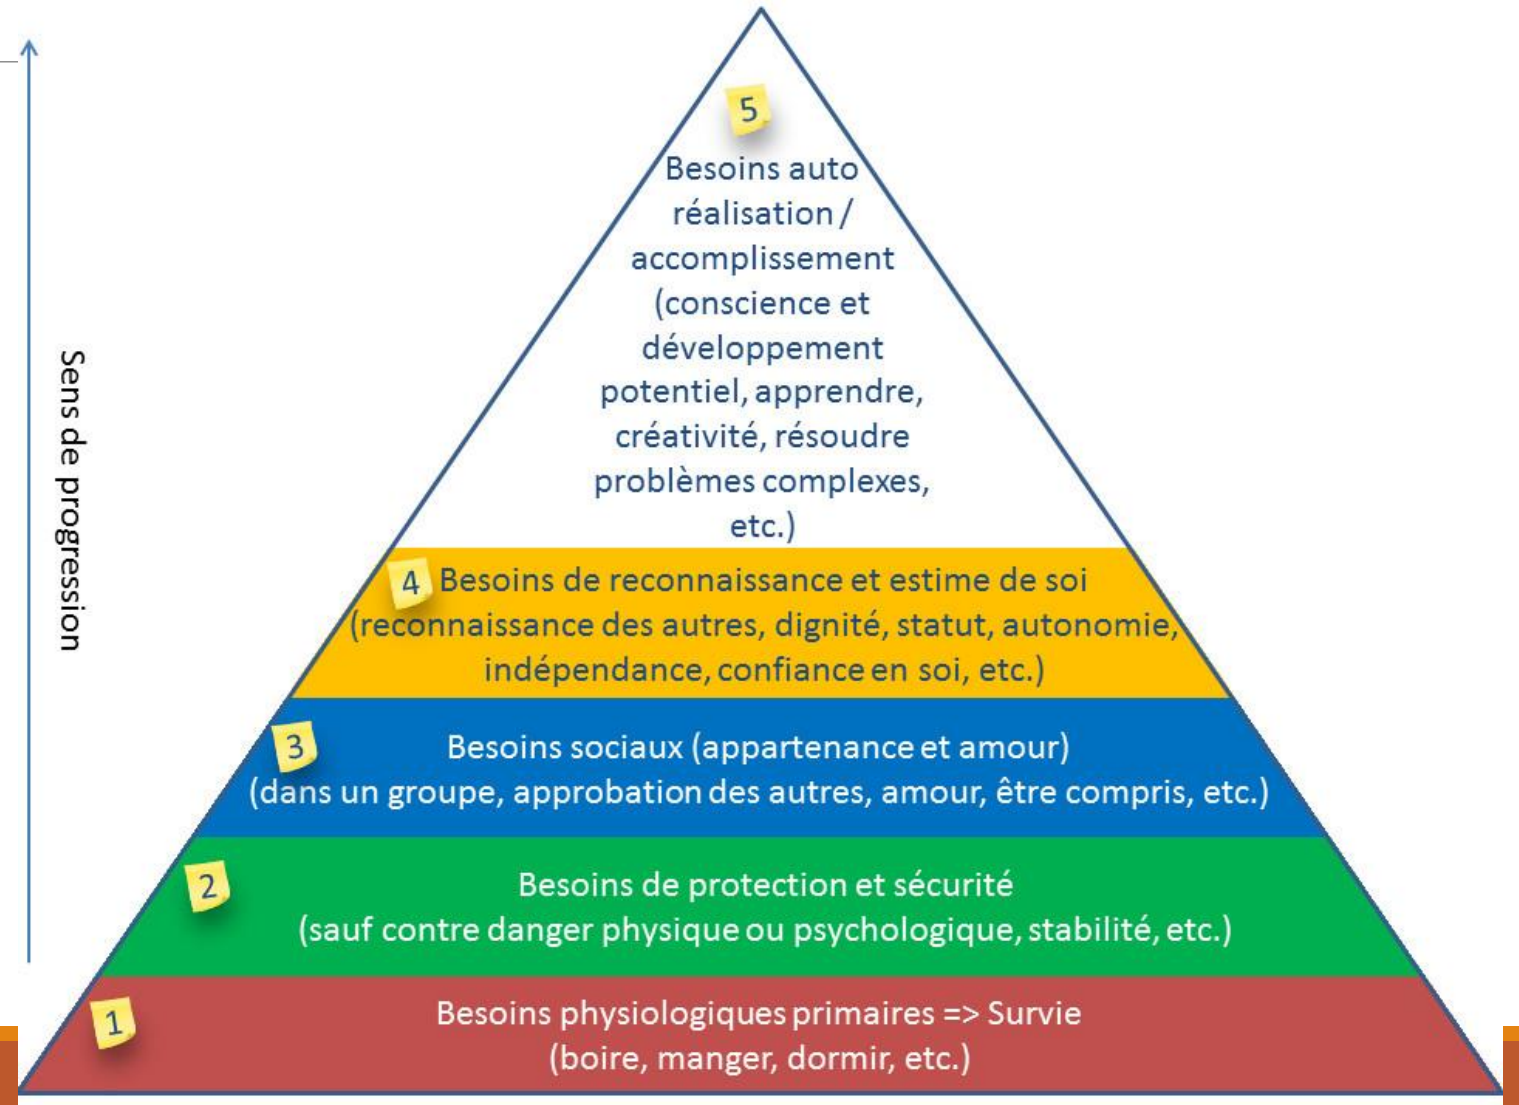 5
Besoins auto
réalisation /
accomplissement
(conscience et
développement
potentiel, apprendre,
créativité, résoudre
problèmes complexes,
etc.)
4 Besoins de reconnaissance et estime de soi
(reconnaissance des autres, dignité, statut, autonomie,
indépendance, confiance en soi, etc.)
3 Besoins sociaux (appartenance et amour)
(dans un groupe, approbation des autres, amour, être compris, etc.)
2 Besoins de protection et sécurité
(sauf contre danger physique ou psychologique, stabilité, etc.)
1 Besoins physiologiques primaires => Survie
(boire, manger, dormir, etc.)
Sens de progression